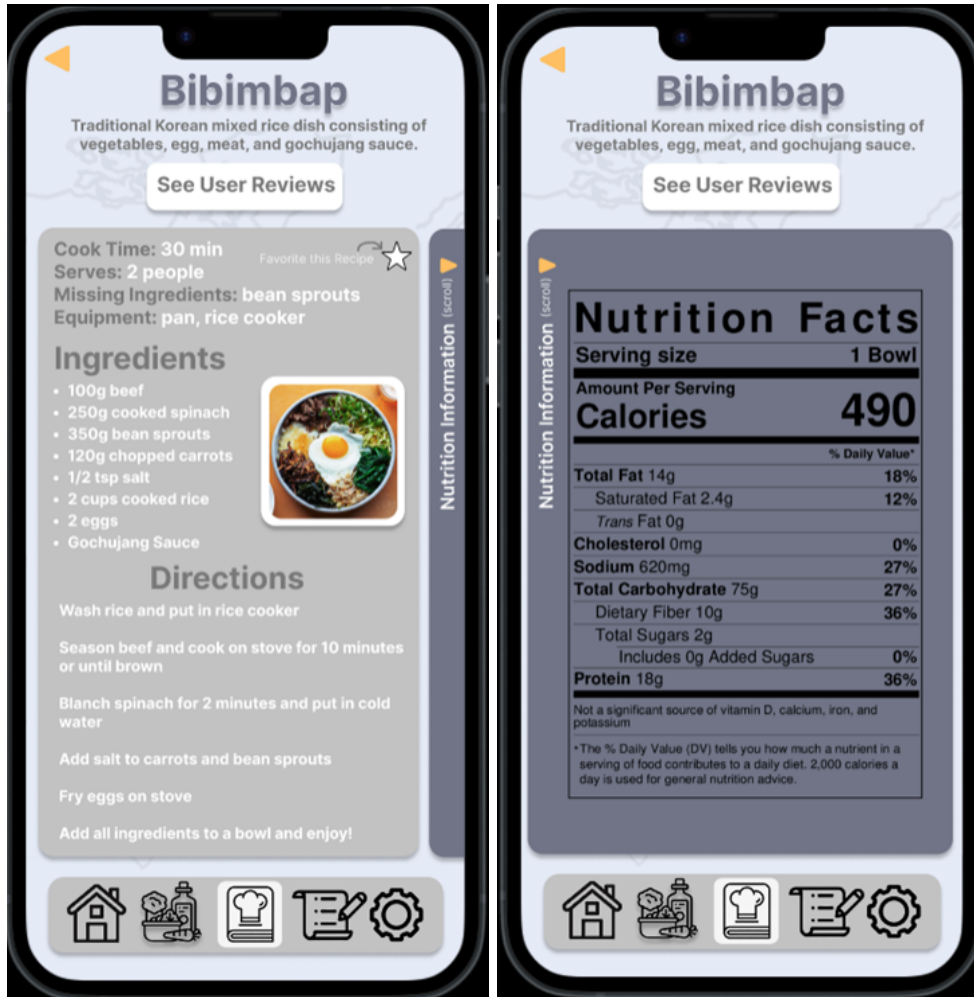 Bibimbap
Traditional Korean mixed rice dish consisting of
vegetables, egg, meat, and gochujang sauce.
See User Reviews
Cook Time: 30 min
Favorite this Recipe
Serves: 2 people
Missing Ingredients: bean sprouts
Equipment: pan, rice cooker
Ingredients
• 100g beef
• 250g cooked spinach
• 350g bean sprouts
• 120g chopped carrots
• 1/2 tsp salt
• 2 cups cooked rice
• 2 eggs
• Gochujang Sauce
Directions
Wash rice and put in rice cooker
Season beef and cook on stove for 10 minutes
or until brown
Blanch spinach for 2 minutes and put in cold
water
Add salt to carrots and bean sprouts
Fry eggs on stove
Add all ingredients to a bowl and enjoy!
Nutrition Information (scroll)
Bibimbap
Traditional Korean mixed rice dish consisting of
vegetables, egg, meat, and gochujang sauce.
See User Reviews
Nutrition Information (scroll)
Nutrition Facts
Serving size 1 Bowl
Amount Per Serving
Calories 490
% Daily Value*
Total Fat 14g 18%
Saturated Fat 2.4g 12%
Trans Fat 0g
Cholesterol 0mg 0%
Sodium 620mg 27%
Total Carbohydrate 75g 27%
Dietary Fiber 10g 36%
Total Sugars 2g
Includes 0g Added Sugars 0%
Protein 18g 36%
Not a significant source of vitamin D, calcium, iron, and
potassium
*The % Daily Value (DV) tells you how much a nutrient in a
serving of food contributes to a daily diet. 2,000 calories a
day is used for general nutrition advice.